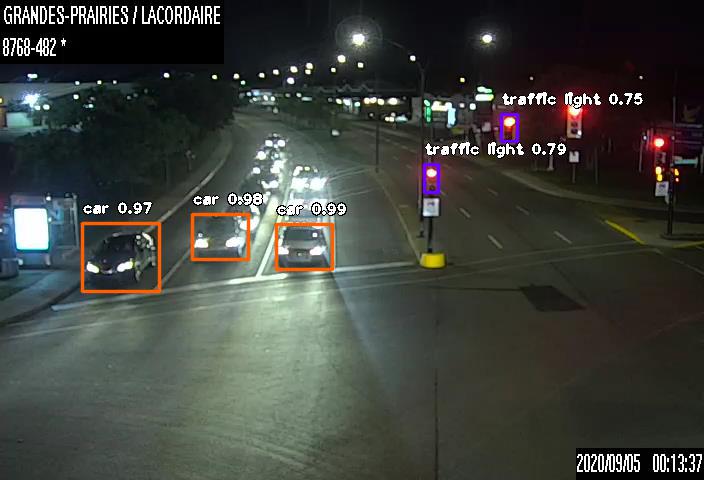 GRANDES-PRAIRIES / LACORDAIRE
8768-482 *
traffic light 0.75
traffic light 0.79
car 0.97
car 0.98
car 0.99
2020/09/05 00:13:37